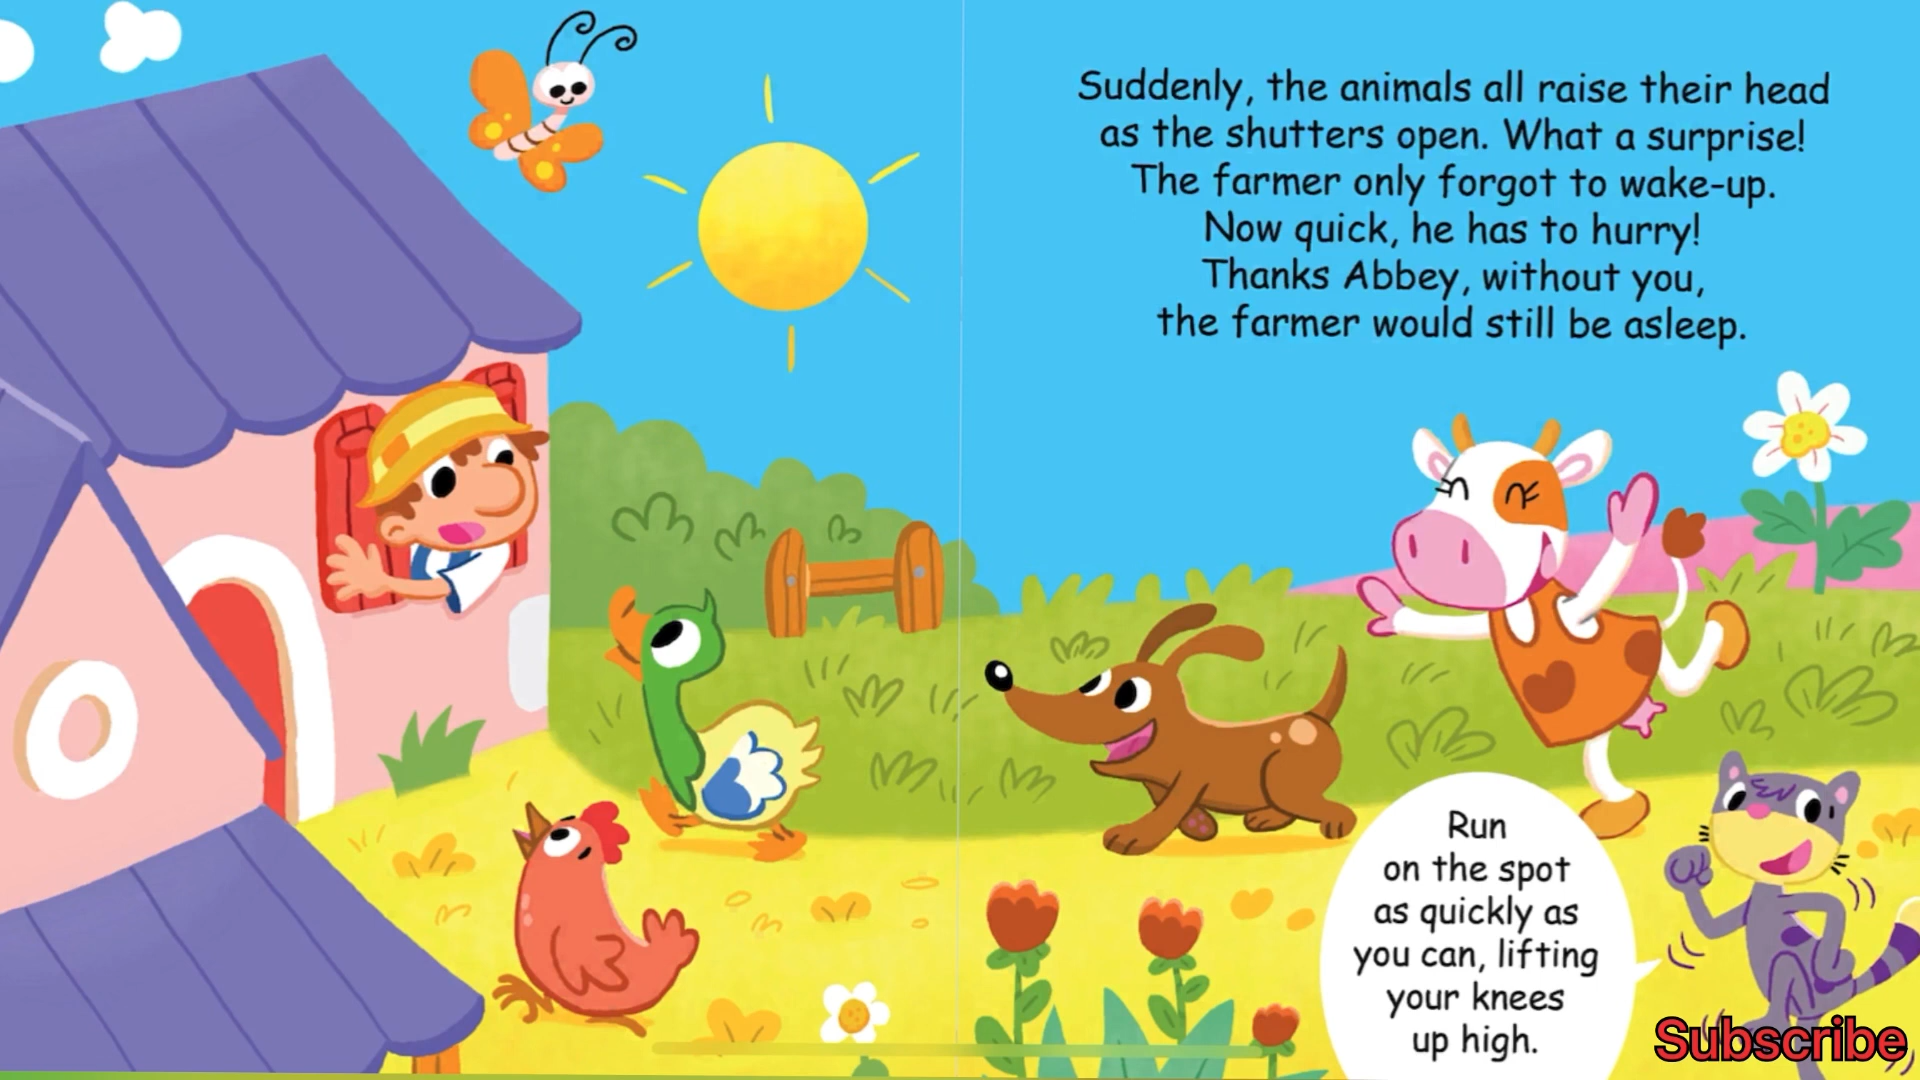 Suddenly, the animals all raise their head
as the shutters open. What a surprise!
The farmer only forgot to wake-up.
Now quick, he has to hurry!
Thanks Abbey, without you,
the farmer would still be asleep.
Run
on the spot
as quickly as
you can, lifting
your knees
up high.
Subscribe